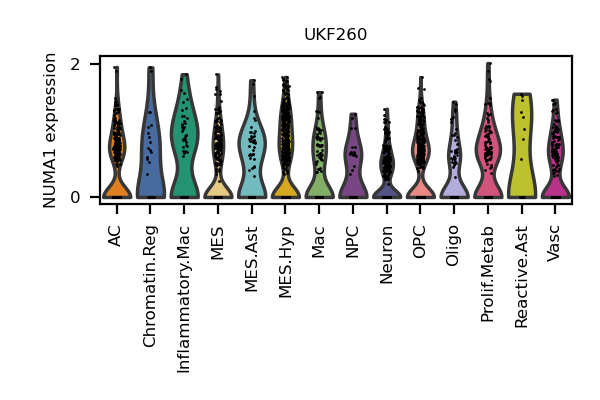 UKF260
NUMA1 expression
2
0
AC
Chromatin.Reg
Inflammatory.Mac
MES
MES.Ast
MES.Hyp
Mac
NPC
Neuron
OPC
Oligo
Prolif.Metab
Reactive.Ast
Vasc